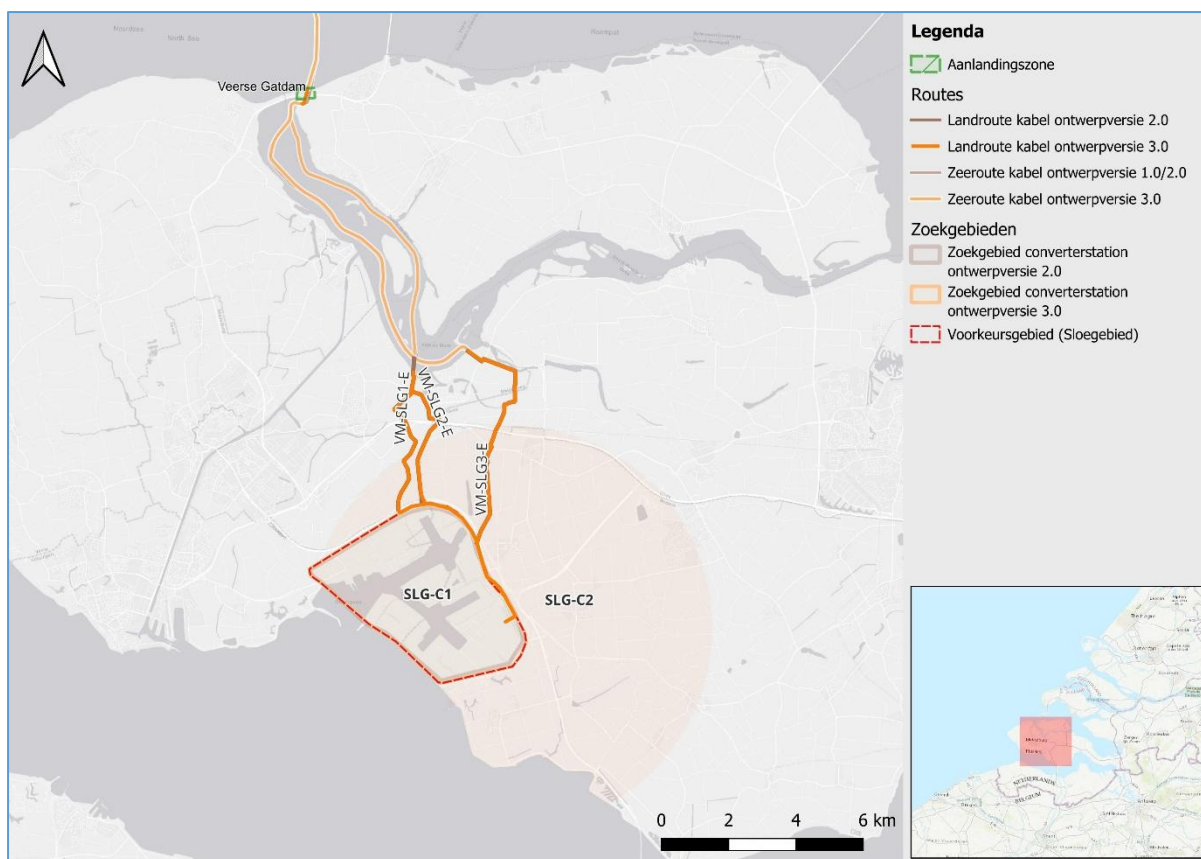 Veerse Gatdam
VM-SLG1-E
VM-SLG2-E
VM-SLG3-E
SLG-C1
SLG-C2
0 2 4 6 km
Legenda
Aanlandingszone
Routes
Landroute kabel ontwerpversie 2.0
Landroute kabel ontwerpversie 3.0
Zeeroute kabel ontwerpversie 1.0/2.0
Zeeroute kabel ontwerpversie 3.0
Zoekgebieden
Zoekgebied converterstation
ontwerpversie 2.0
Zoekgebied converterstation
ontwerpversie 3.0
Voorkeursgebied (Sloegebied)
NETHERLANDS
BELGIUM